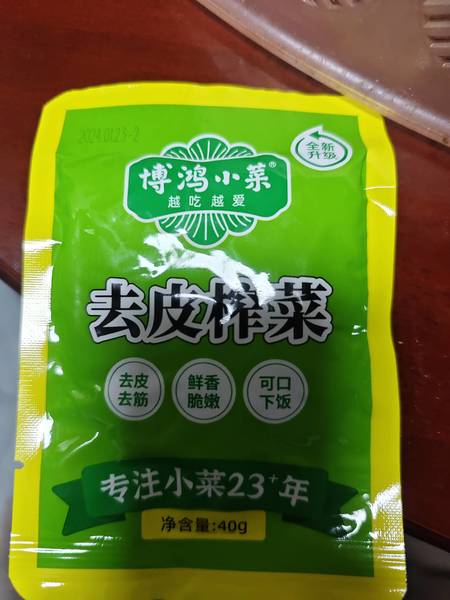 2024.01.23-2
全新
升级
博鸿小菜®
越吃越爱
去皮榨菜
去皮
去筋
鲜香
脆嫩
可口
下饭
专注小菜23+年
净含量:40g